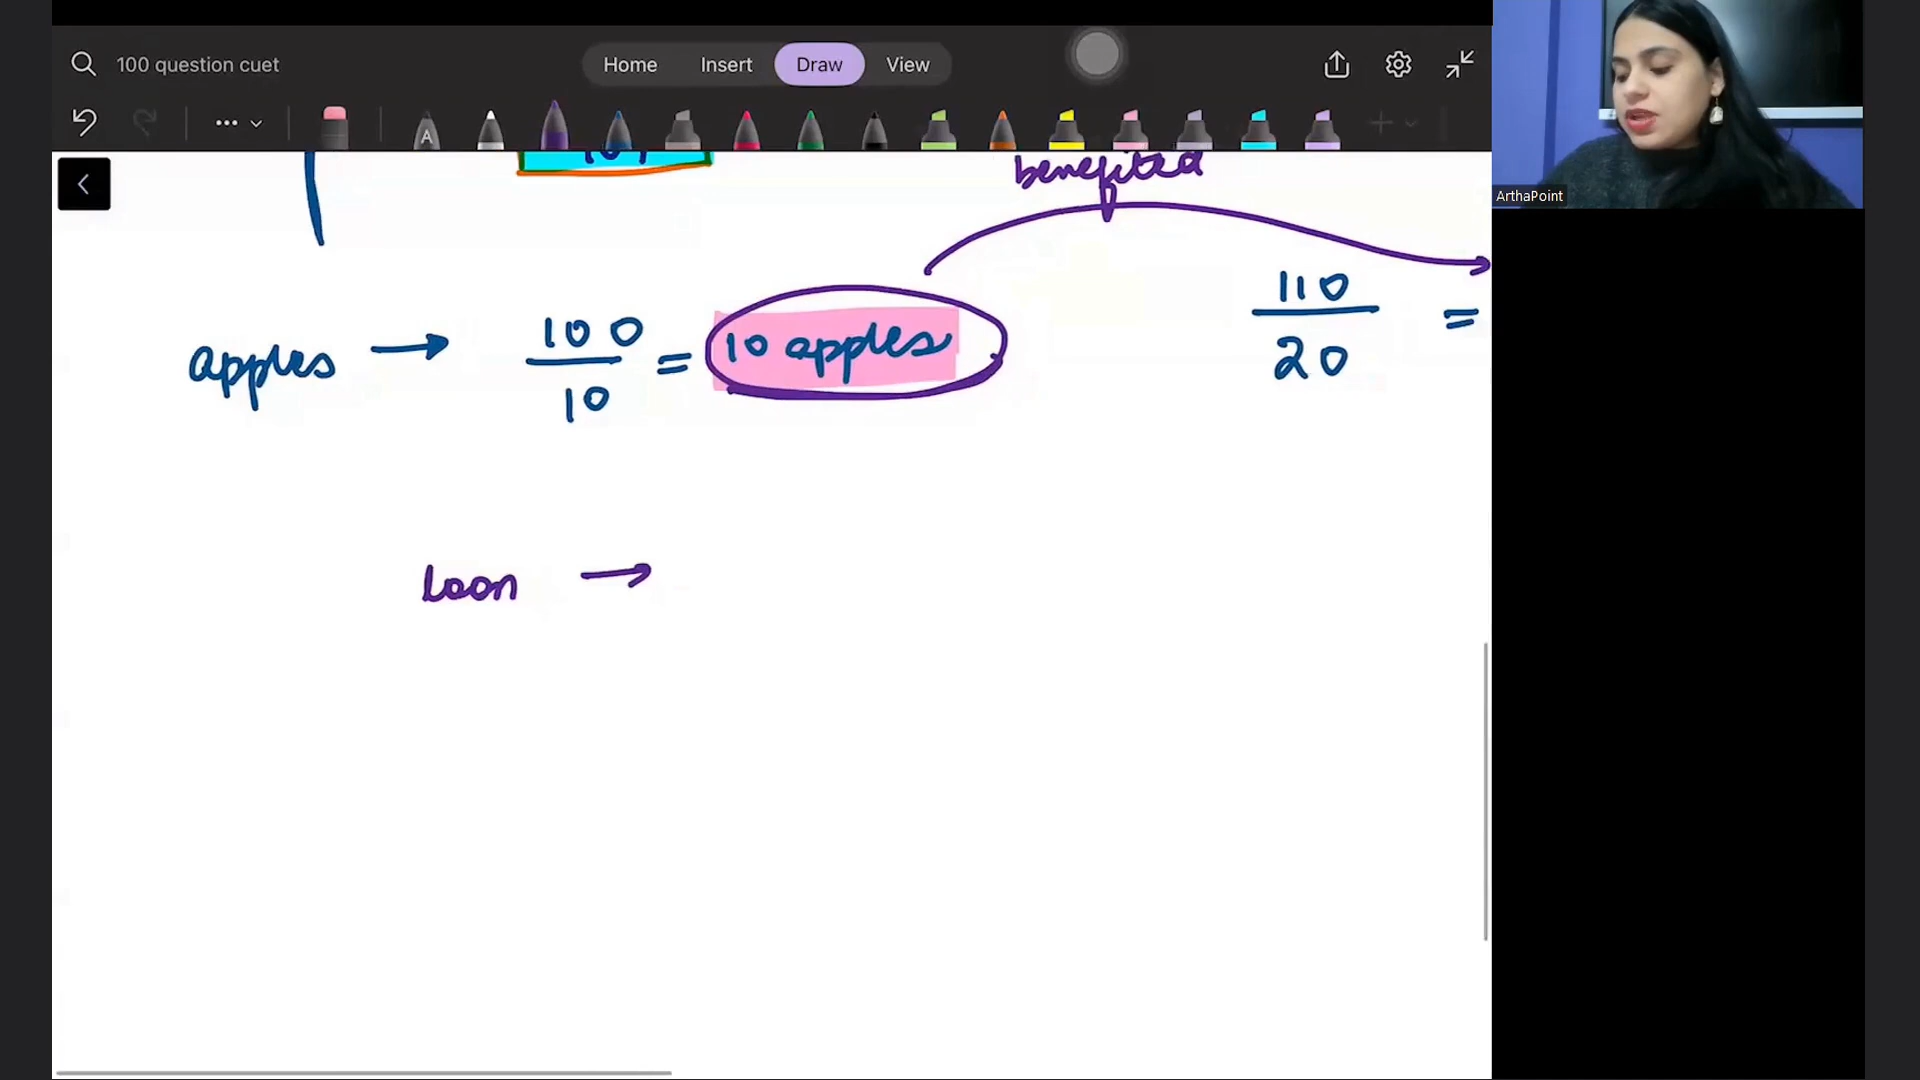 100 question cuet
Home Insert Draw View
A
ArthaPoint
benefited
apples → 100/10 = 10 apples
110/20 =
loan →